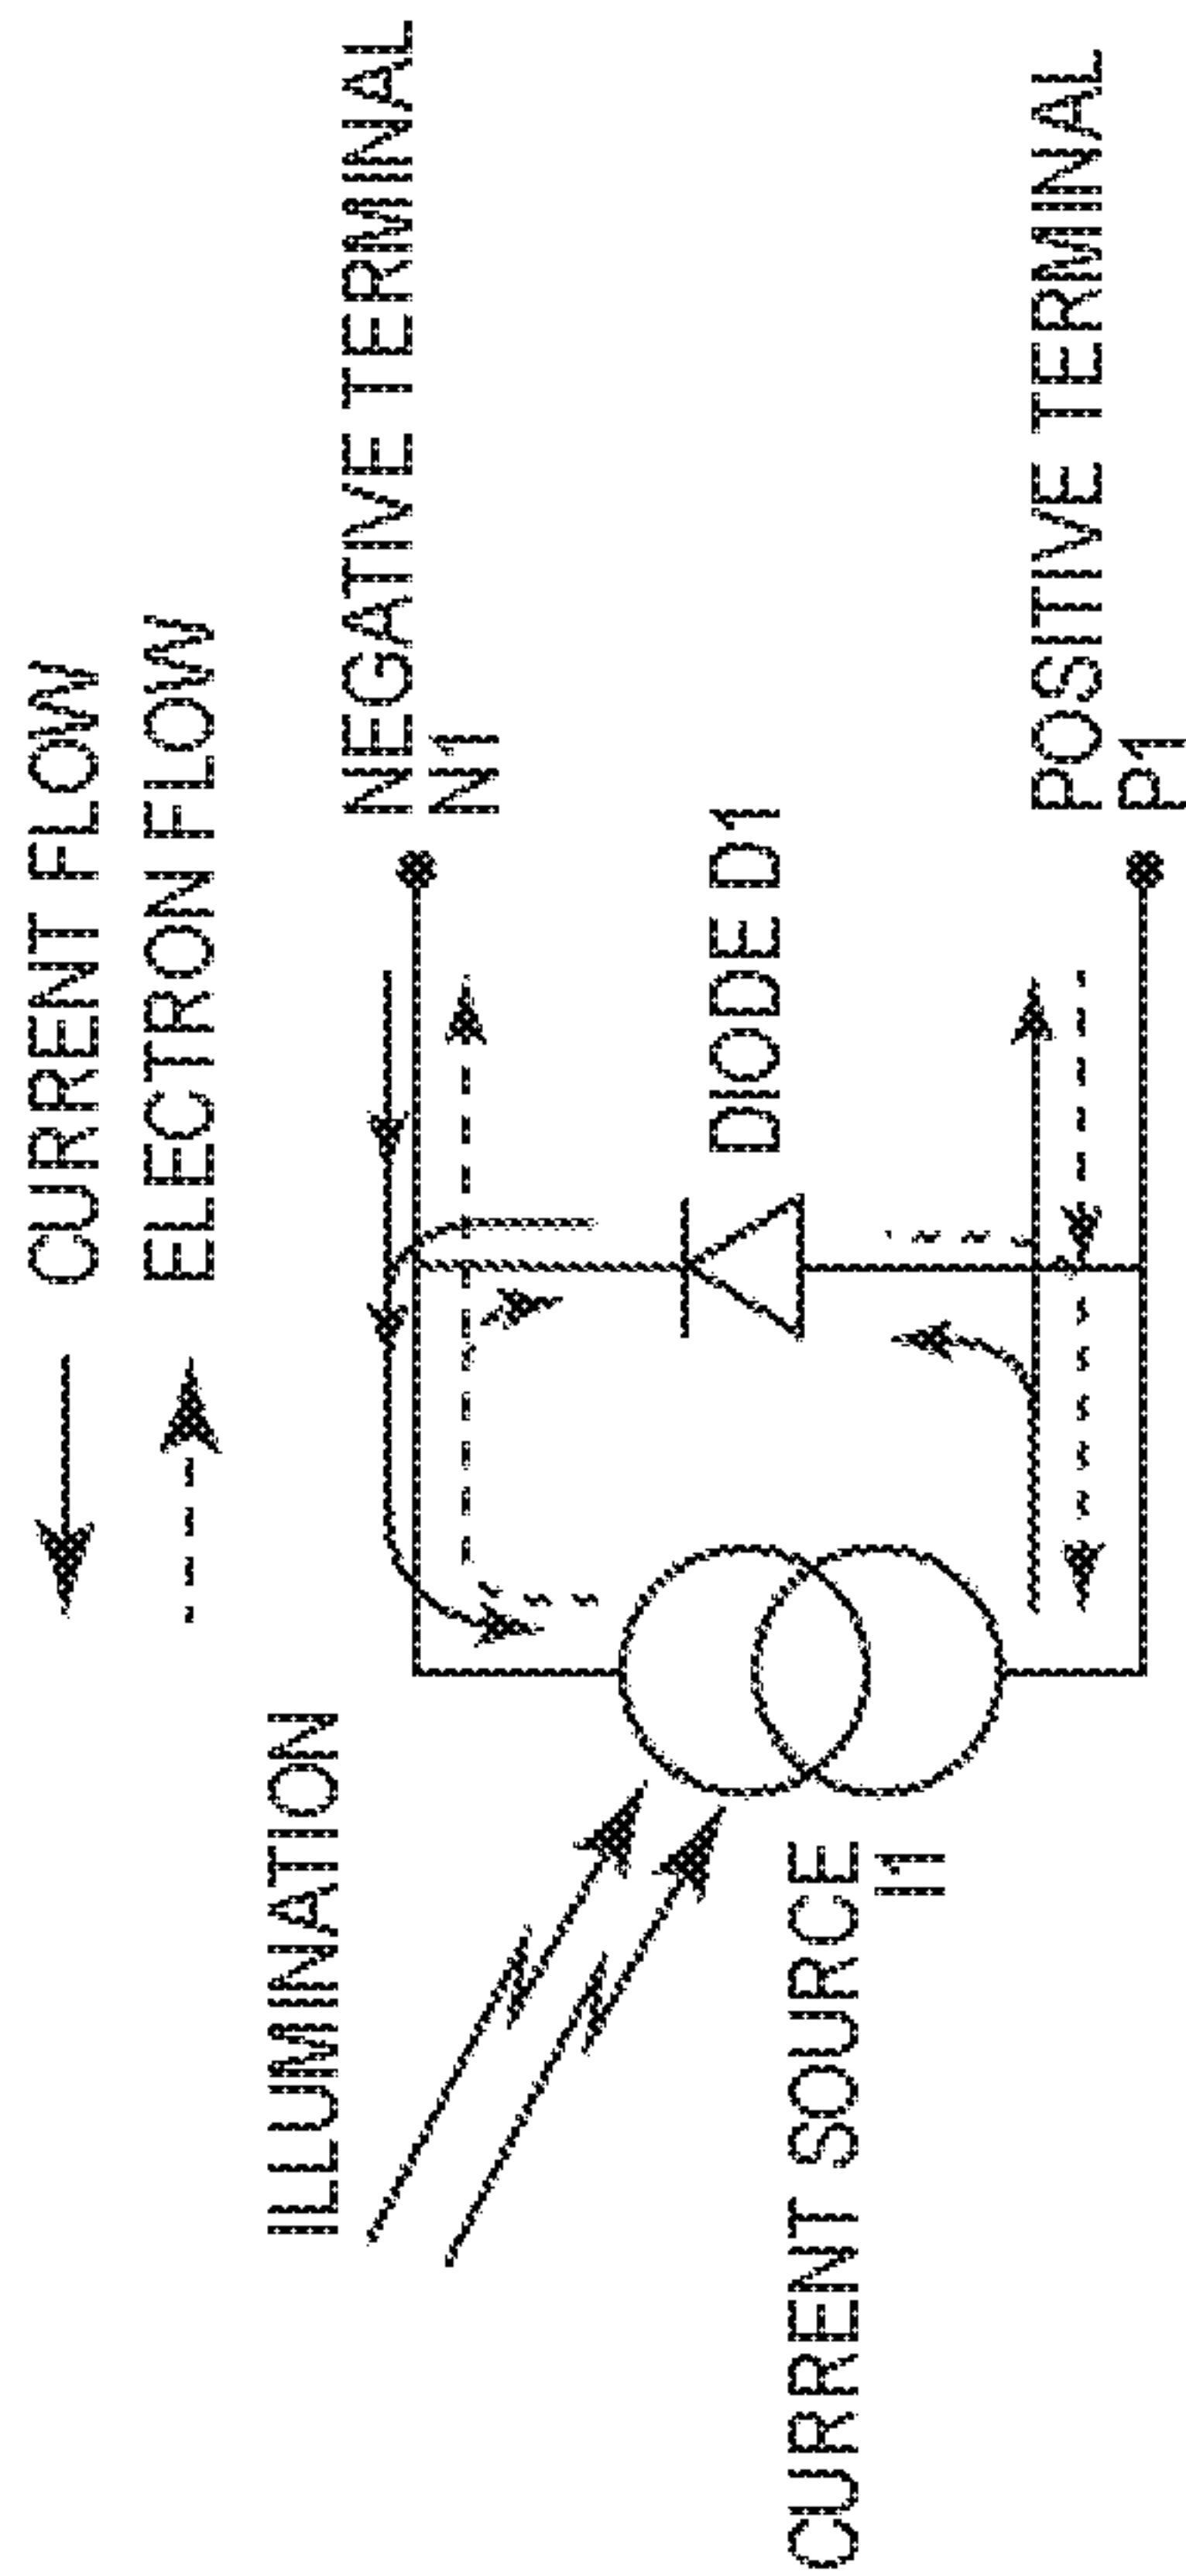 CURRENT FLOW
ELECTRON FLOW
ILLUMINATION
NEGATIVE TERMINAL
N1
DIODE D1
CURRENT SOURCE
I1
POSITIVE TERMINAL
P1